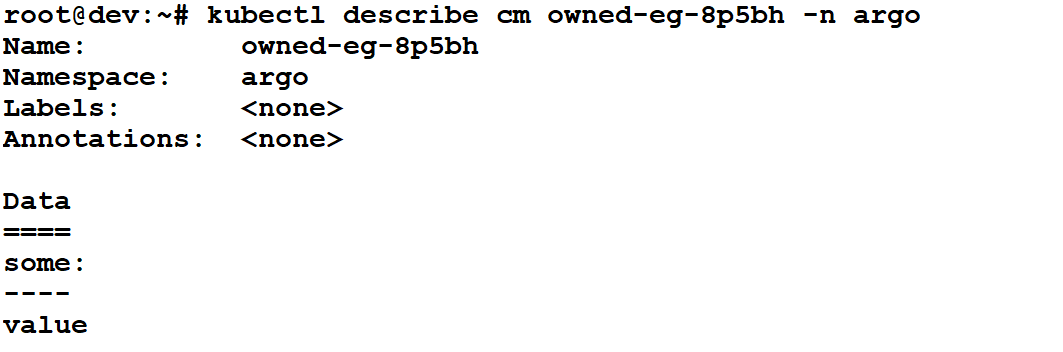 root@dev:~# kubectl describe cm owned-eg-8p5bh -n argo
Name:         owned-eg-8p5bh
Namespace:    argo
Labels:       <none>
Annotations:  <none>

Data
====
some:
----
value